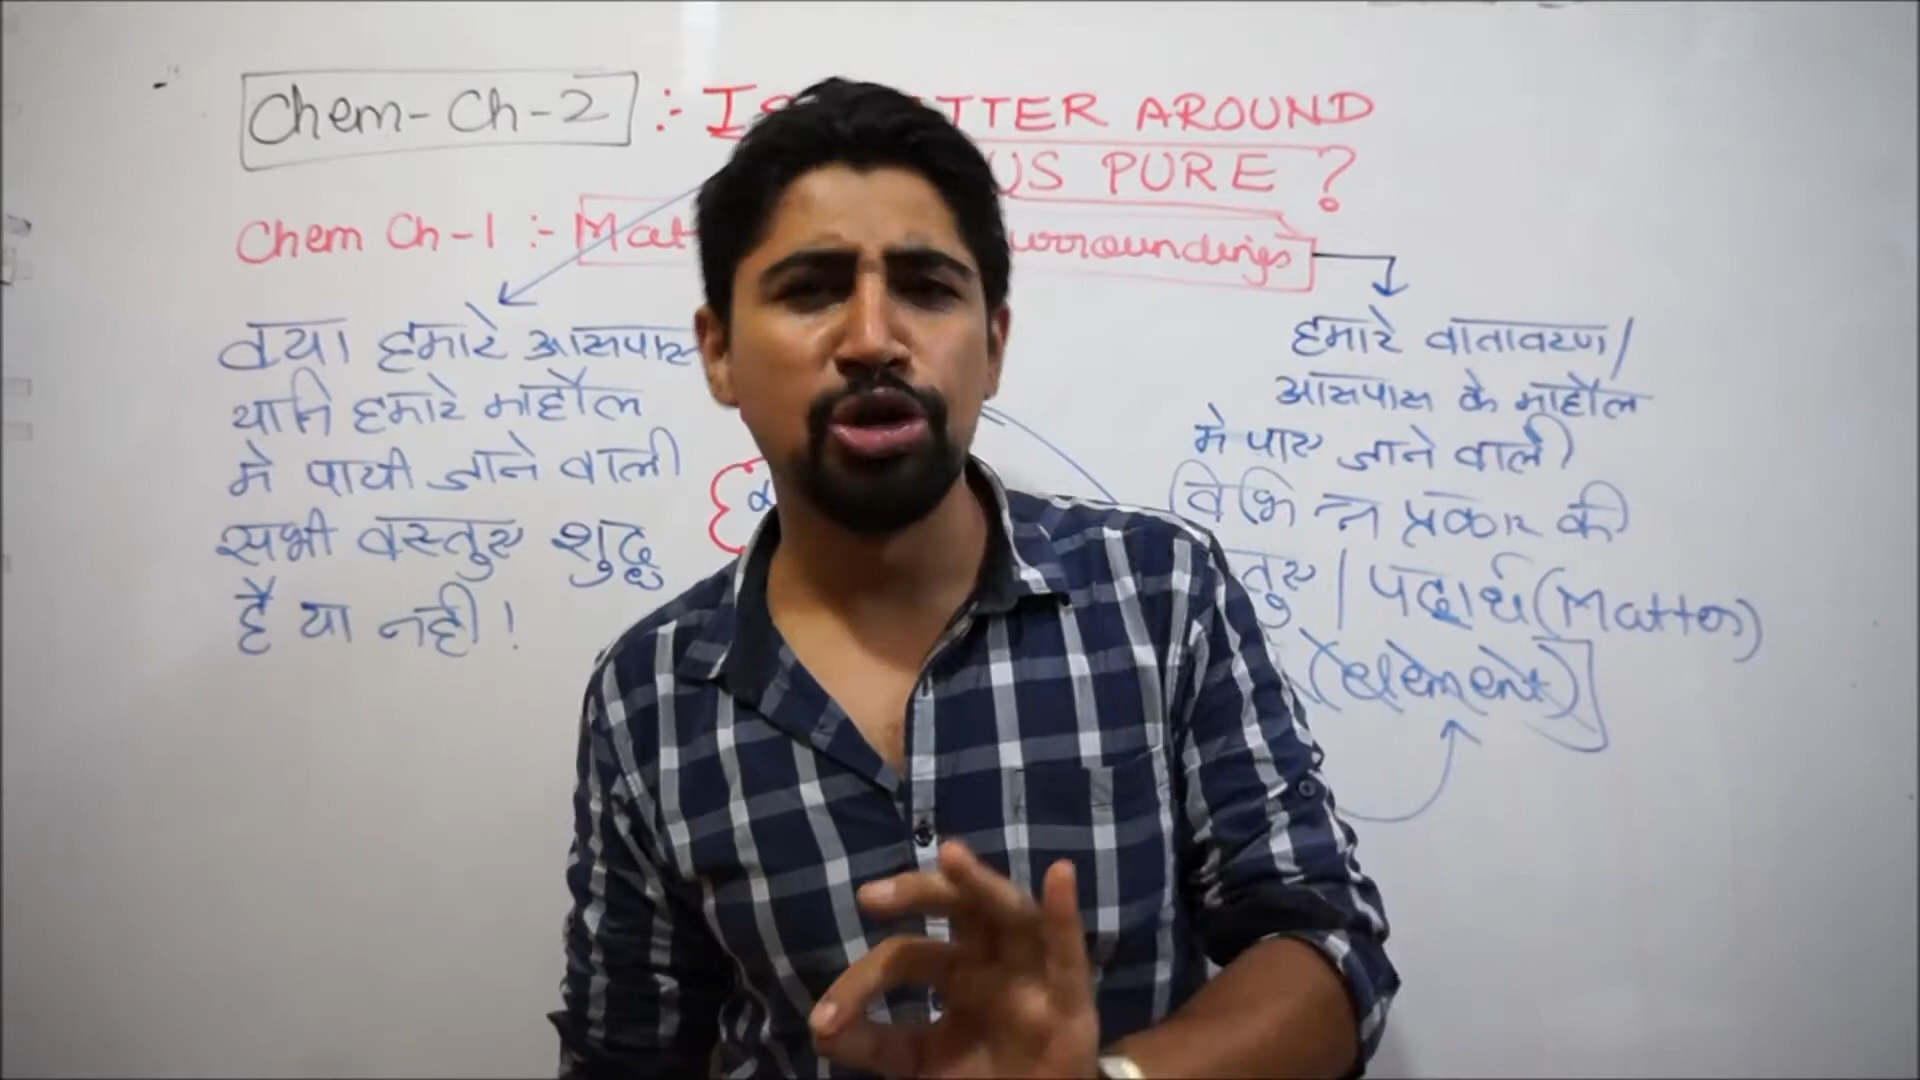 Chem-Ch-2 :- Is MATTER AROUND
US PURE ?
Chem Ch-1 :- Mat urroundings
क्या हमारे आसपास
यानि हमारे माहौल
मे पायी जाने वाली
सभी वस्तुए शुद्ध
है या नही !
हमारे वातावरण/
आसपास के माहौल
मे पाए जाने वाले
विभिन्न प्रकार की
तुए / पदार्थ (Matter)
(element)